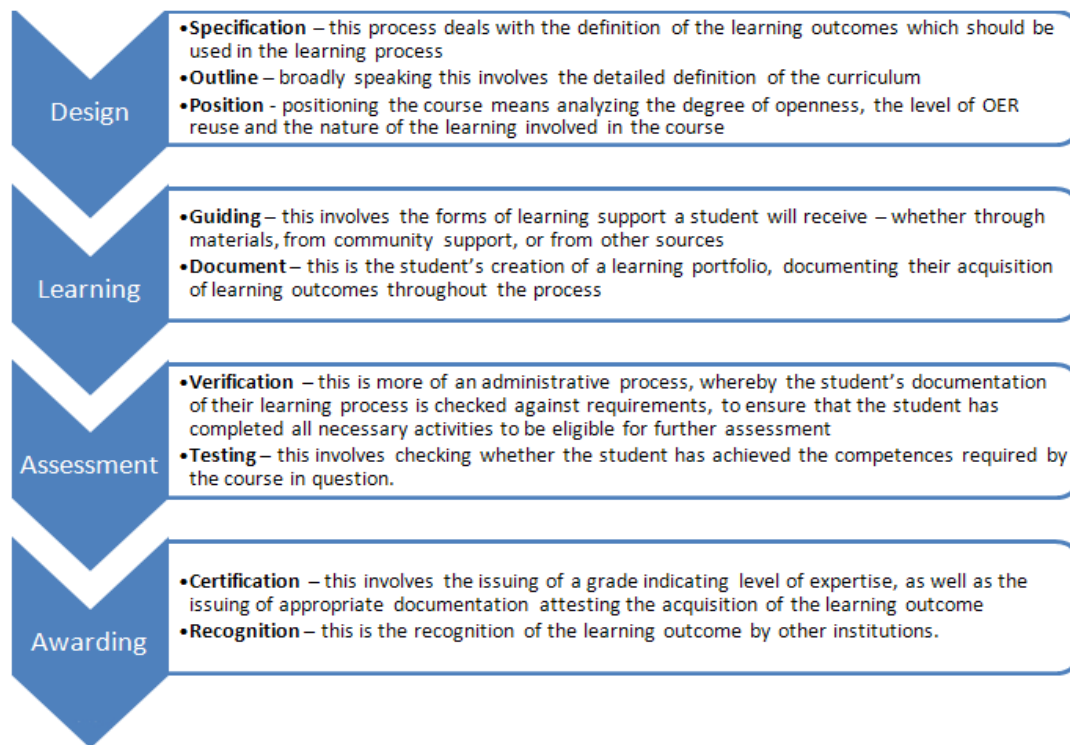 Design
•Specification – this process deals with the definition of the learning outcomes which should be
used in the learning process
•Outline – broadly speaking this involves the detailed definition of the curriculum
•Position - positioning the course means analyzing the degree of openness, the level of OER
reuse and the nature of the learning involved in the course
Learning
•Guiding – this involves the forms of learning support a student will receive – whether through
materials, from community support, or from other sources
•Document – this is the student’s creation of a learning portfolio, documenting their acquisition
of learning outcomes throughout the process
Assessment
•Verification – this is more of an administrative process, whereby the student’s documentation
of their learning process is checked against requirements, to ensure that the student has
completed all necessary activities to be eligible for further assessment
•Testing – this involves checking whether the student has achieved the competences required by
the course in question.
Awarding
•Certification – this involves the issuing of a grade indicating level of expertise, as well as the
issuing of appropriate documentation attesting the acquisition of the learning outcome
•Recognition – this is the recognition of the learning outcome by other institutions.